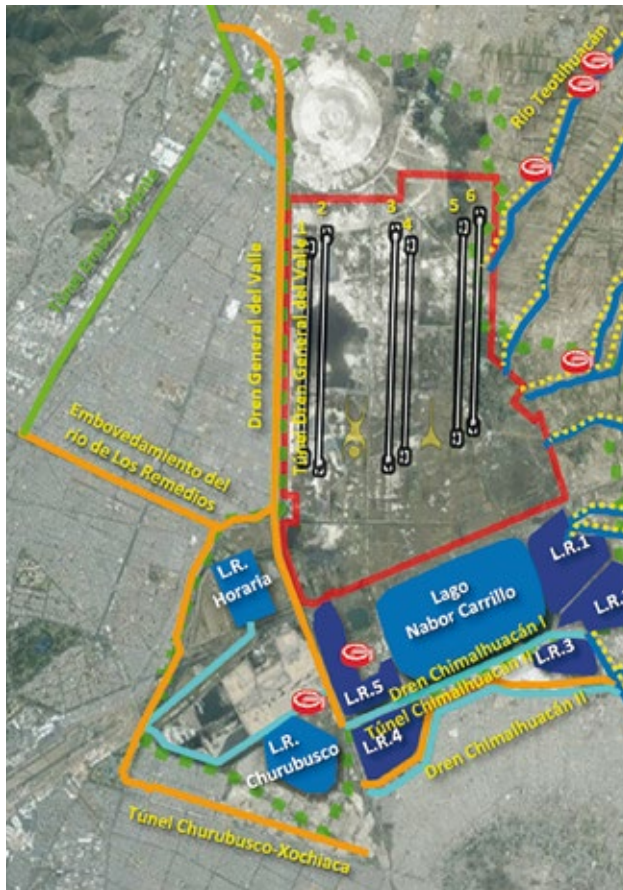 Río Teotihuacán
2
3
4
5
6
Túnel Emisor Oriente
Dren General del Valle
Túnel Dren General del Valle I
Embovedamiento del
río de Los Remedios
L.R.
Horaria
L.R.1
Lago
Nabor Carrillo
L.R.3
L.R.5
Dren Chimalhuacán I
Túnel Chimalhuacán II
L.R.4
Dren Chimalhuacán II
L.R.
Churubusco
Túnel Churubusco-Xochiaca